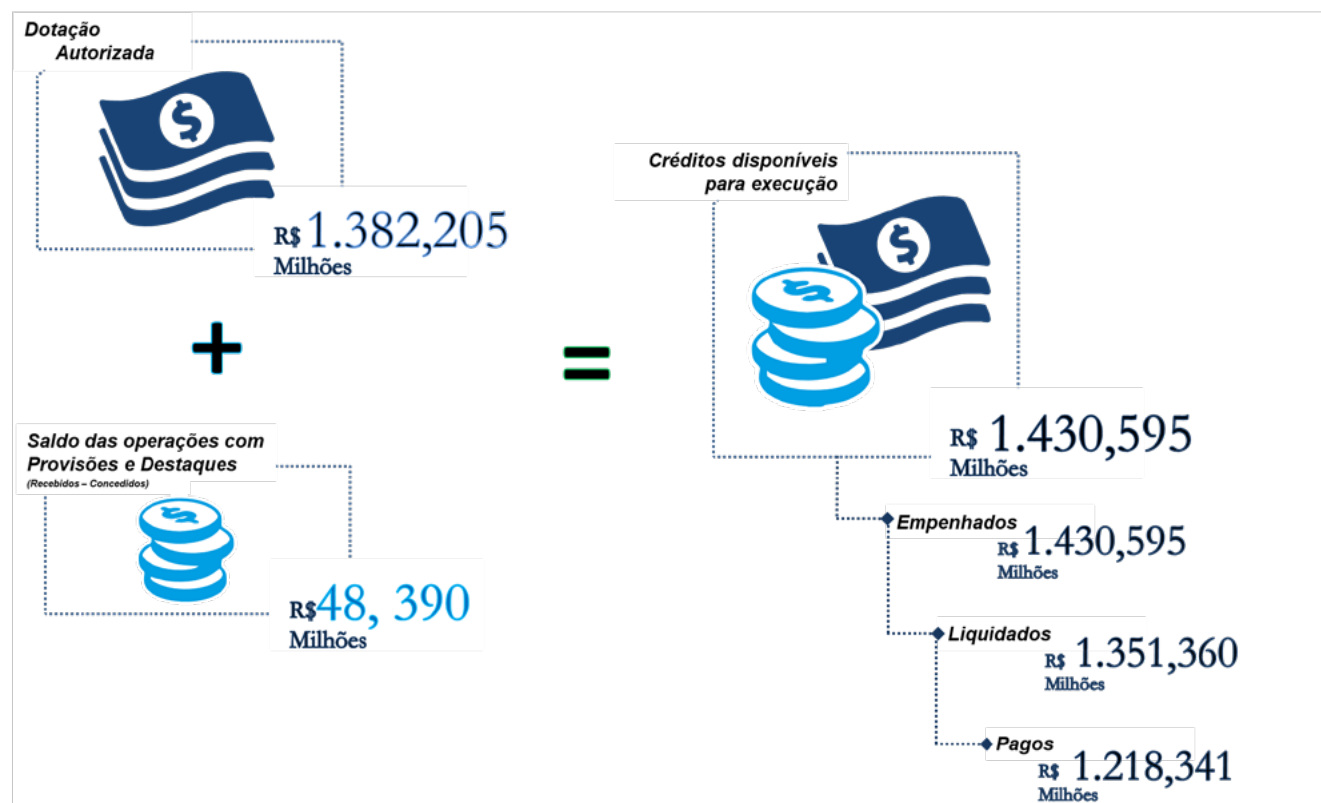 Dotação
Autorizada
R$ 1.382,205
Milhões
+
Saldo das operações com
Provisões e Destaques
(Recebidos – Concedidos)
R$48, 390
Milhões
=
Créditos disponíveis
para execução
R$ 1.430,595
Milhões
Empenhados
R$ 1.430,595
Milhões
Liquidados
R$ 1.351,360
Milhões
Pagos
R$ 1.218,341
Milhões